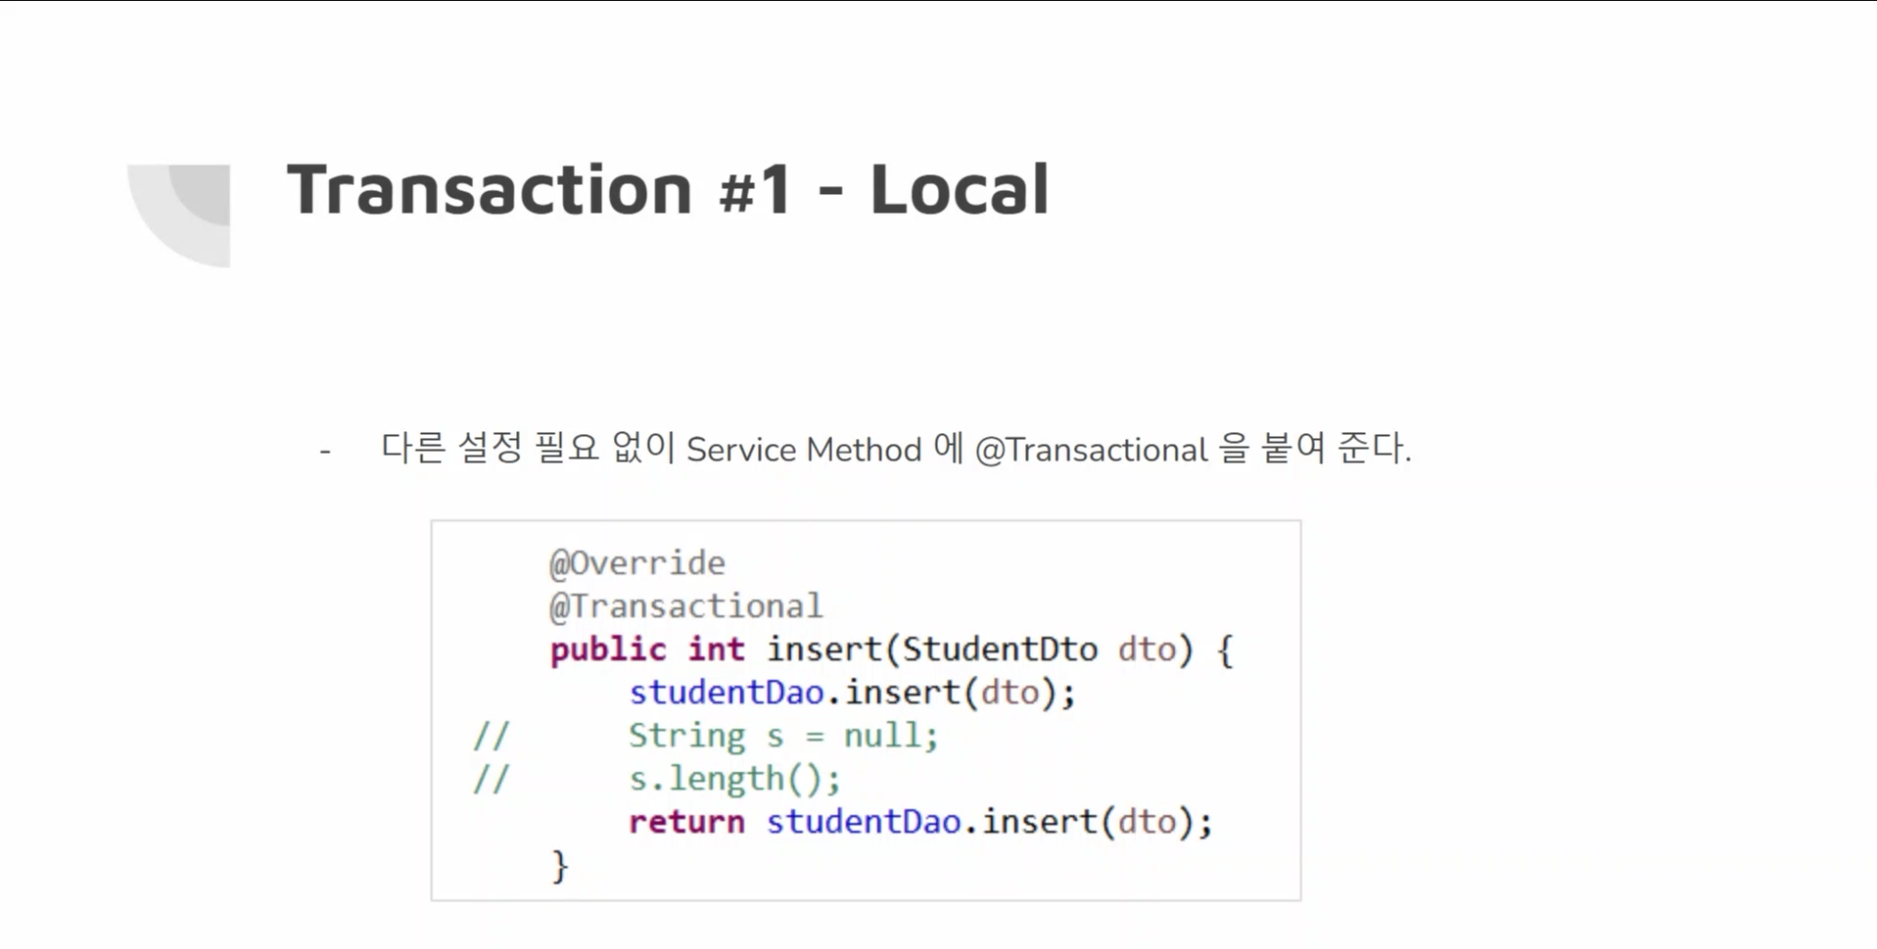 Transaction #1 - Local
- 다른 설정 필요 없이 Service Method 에 @Transactional 을 붙여 준다.
@Override
@Transactional
public int insert(StudentDto dto) {
studentDao.insert(dto);
// String s = null;
// s.length();
return studentDao.insert(dto);
}